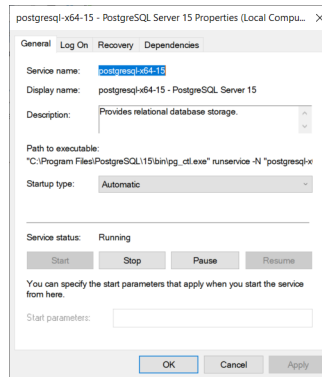 postgresql-x64-15 - PostgreSQL Server 15 Properties (Local Compu...
General Log On Recovery Dependencies
Service name: postgresql-x64-15
Display name: postgresql-x64-15 - PostgreSQL Server 15
Description: Provides relational database storage.
Path to executable:
"C:\Program Files\PostgreSQL\15\bin\pg_ctl.exe" runservice -N "postgresql-x
Startup type: Automatic
Service status: Running
Start Stop Pause Resume
You can specify the start parameters that apply when you start the service
from here.
Start parameters:
OK Cancel Apply